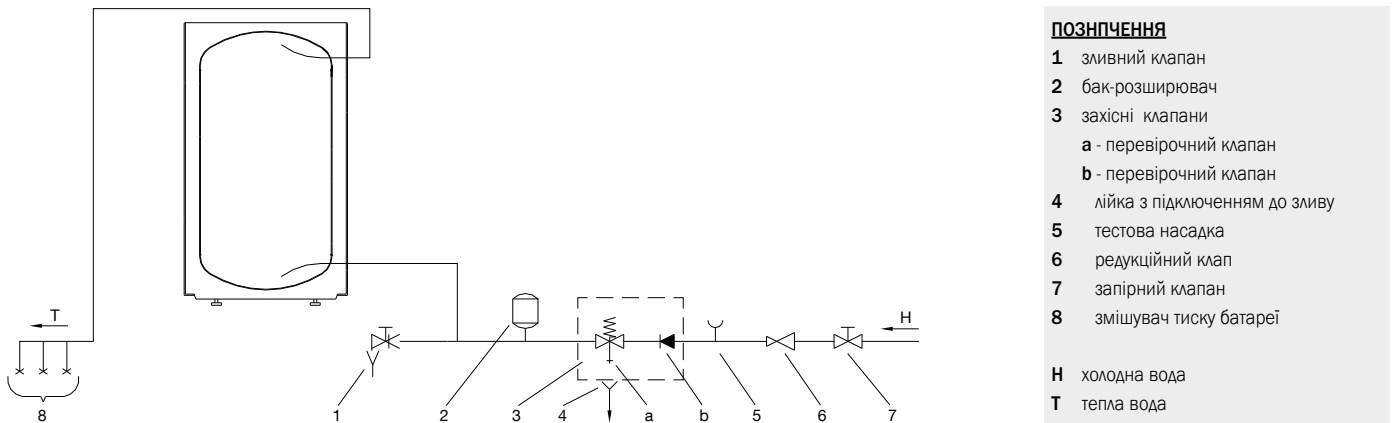 T
H
8
1
2
3
4
a
b
5
6
7
ПОЗНПЧЕННЯ
1 зливний клапан
2 бак-розширювач
3 захісні клапани
a - перевірочний клапан
b - перевірочний клапан
4 лійка з підключенням до зливу
5 тестова насадка
6 редукційний клап
7 запірний клапан
8 змішувач тиску батареї
H холодна вода
T тепла вода